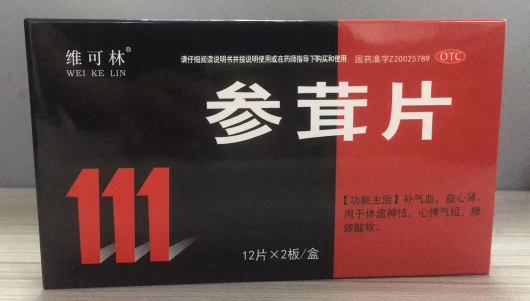 维可林®
WEI KE LIN
请仔细阅读说明书并按说明使用或在药师指导下购买和使用
国药准字Z20025789
OTC
参茸片
111
【功能主治】补气血，益心肾。
用于体虚神怯，心悸气短，腰
膝酸软。
12片×2板/盒